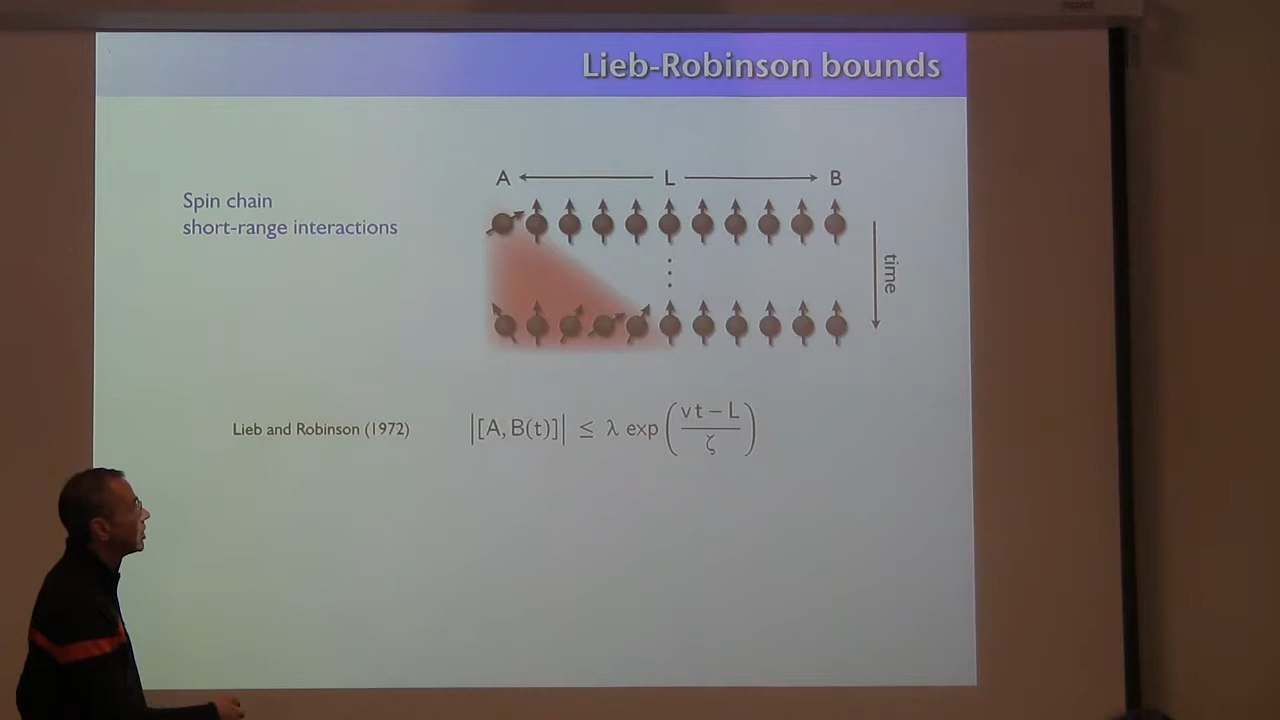 Lieb-Robinson bounds
A L B
Spin chain
short-range interactions
time
Lieb and Robinson (1972) |[A, B(t)]| ≤ λ exp((vt − L)/ζ)